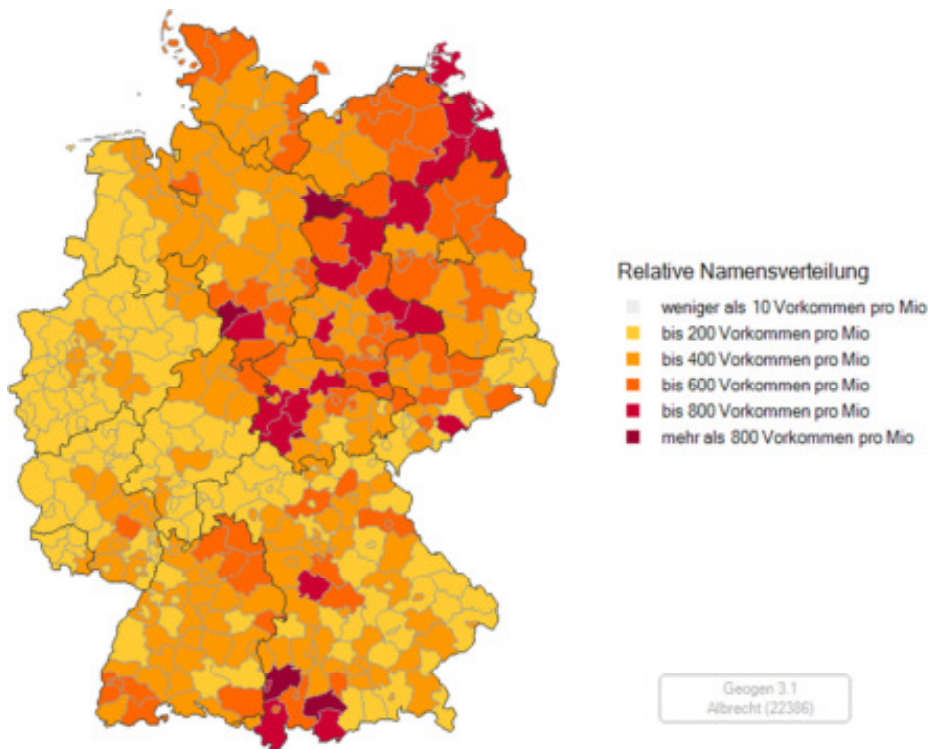 Relative Namensverteilung
weniger als 10 Vorkommen pro Mio
bis 200 Vorkommen pro Mio
bis 400 Vorkommen pro Mio
bis 600 Vorkommen pro Mio
bis 800 Vorkommen pro Mio
mehr als 800 Vorkommen pro Mio
Geogen 3.1
Albrecht (22386)